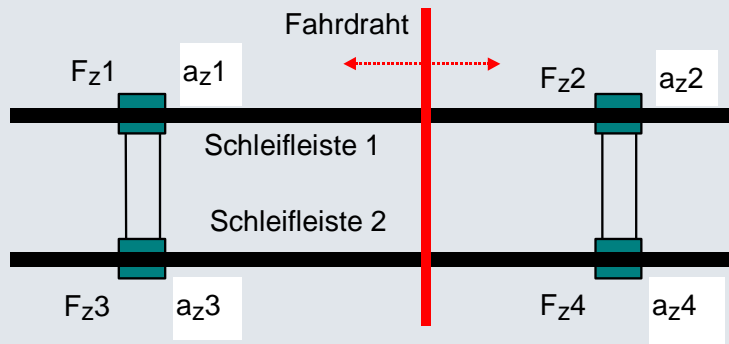 Fahrdraht
Fz1 az1 Fz2 az2
Schleifleiste 1
Schleifleiste 2
Fz3 az3 Fz4 az4